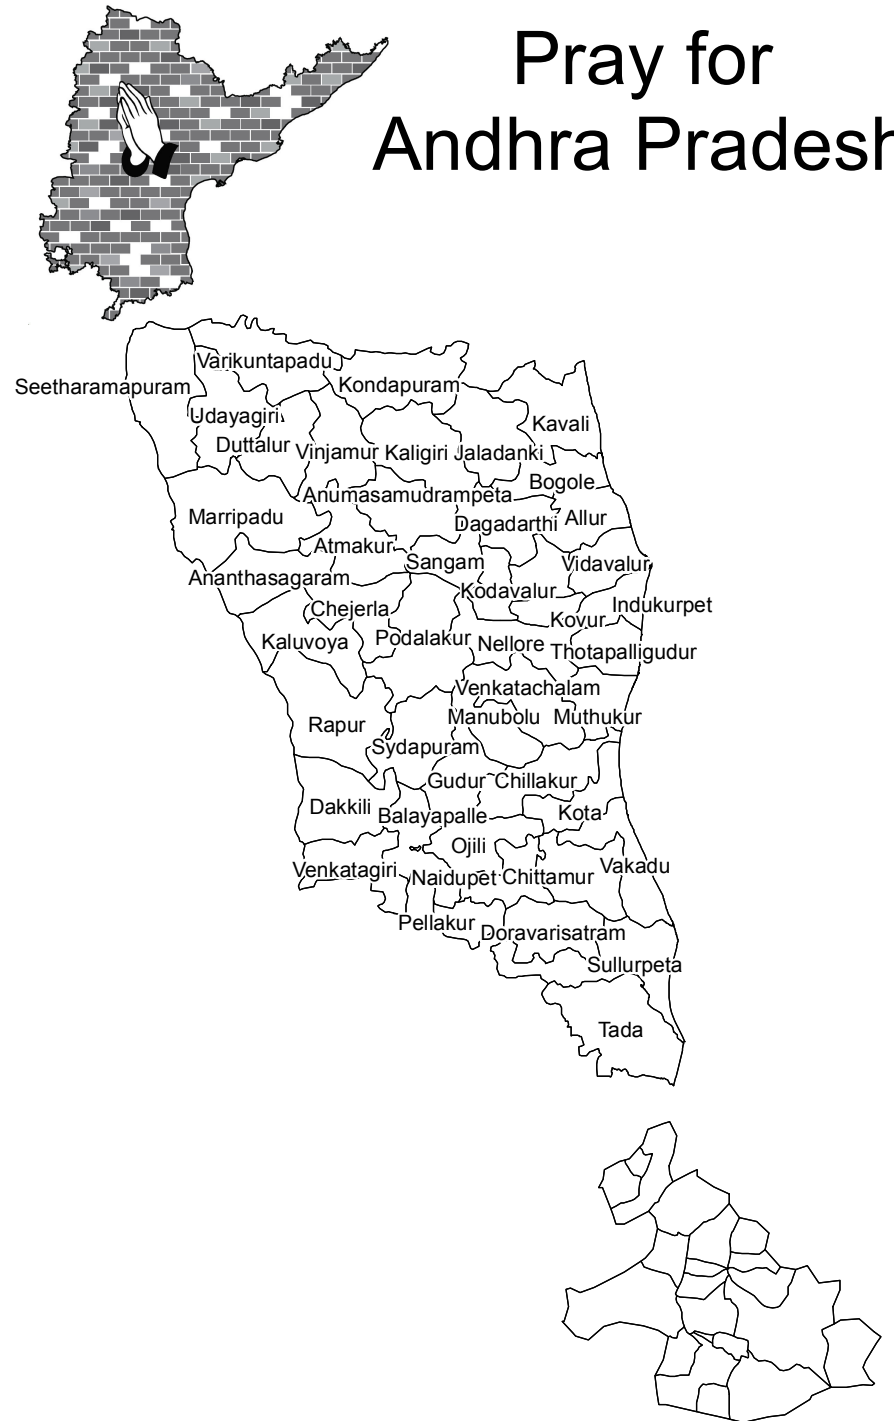 Pray for
Andhra Pradesh
Varikuntapadu
Seetharamapuram
Kondapuram
Udayagiri
Kavali
Duttalur
Vinjamur Kaligiri Jaladanki
Bogole
Anumasamudrampeta
Marripadu
Dagadarthi
Allur
Atmakur
Sangam
Vidavalur
Ananthasagaram
Kodavalur
Chejerla
Indukurpet
Kovur
Kaluvoya
Podalakur
Nellore
Thotapalligudur
Venkatachalam
Rapur
Manubolu
Muthukur
Sydapuram
Gudur
Chillakur
Dakkili
Balayapalle
Kota
Ojili
Venkatagiri
Vakadu
Naidupet
Chittamur
Pellakur
Doravarisatram
Sullurpeta
Tada